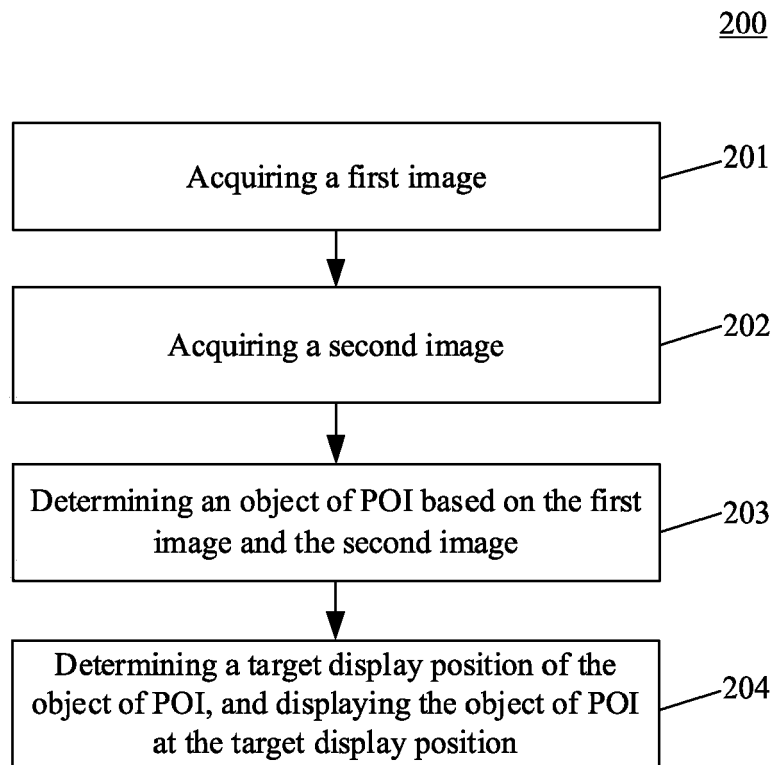 200
Acquiring a first image
201
Acquiring a second image
202
Determining an object of POI based on the first
image and the second image
203
Determining a target display position of the
object of POI, and displaying the object of POI
at the target display position
204